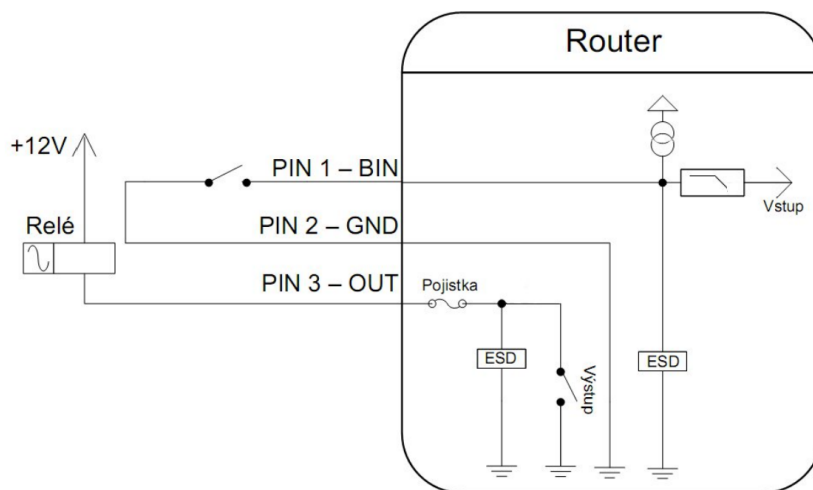 Router
+12V
PIN 1 – BIN
Vstup
Relé
PIN 2 – GND
PIN 3 – OUT
Pojistka
ESD
Výstup
ESD